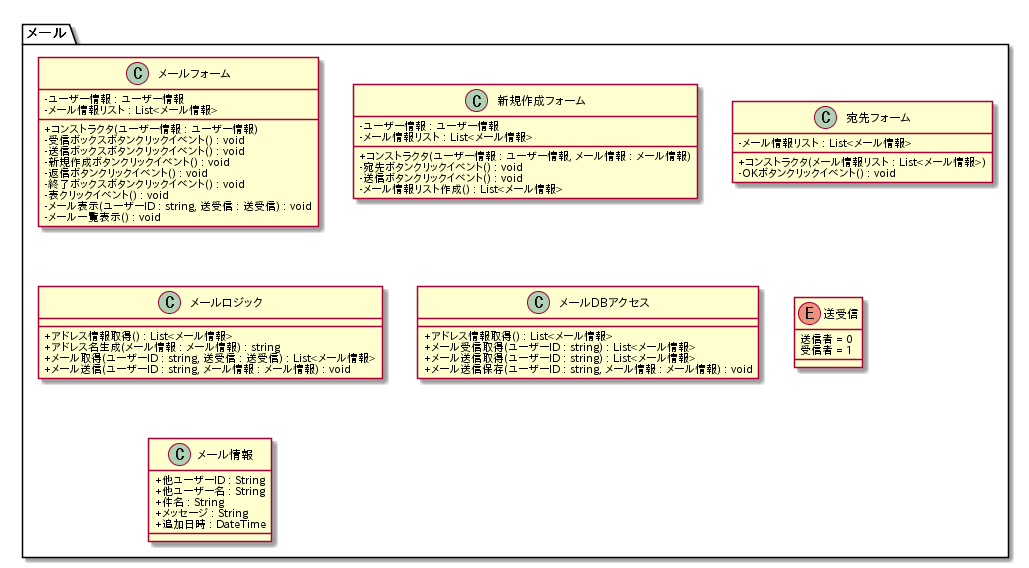 メール
C メールフォーム
-ユーザー情報 : ユーザー情報
-メール情報リスト : List<メール情報>
+コンストラクタ(ユーザー情報 : ユーザー情報)
-受信ボックスボタンクリックイベント() : void
-送信ボックスボタンクリックイベント() : void
-新規作成ボタンクリックイベント() : void
-返信ボタンクリックイベント() : void
-終了ボックスボタンクリックイベント() : void
-表クリックイベント() : void
-メール表示(ユーザーID : string, 送受信 : 送受信) : void
-メール一覧表示() : void
C 新規作成フォーム
-ユーザー情報 : ユーザー情報
-メール情報リスト : List<メール情報>
+コンストラクタ(ユーザー情報 : ユーザー情報, メール情報 : メール情報)
-宛先ボタンクリックイベント() : void
-送信ボタンクリックイベント() : void
-メール情報リスト作成() : List<メール情報>
C 宛先フォーム
-メール情報リスト : List<メール情報>
+コンストラクタ(メール情報リスト : List<メール情報>)
-OKボタンクリックイベント() : void
C メールロジック
+アドレス情報取得() : List<メール情報>
+アドレス名生成(メール情報 : メール情報) : string
+メール取得(ユーザーID : string, 送受信 : 送受信) : List<メール情報>
+メール送信(ユーザーID : string, メール情報 : メール情報) : void
C メールDBアクセス
+アドレス情報取得() : List<メール情報>
+メール受信取得(ユーザーID : string) : List<メール情報>
+メール送信取得(ユーザーID : string) : List<メール情報>
+メール送信保存(ユーザーID : string, メール情報 : メール情報) : void
E 送受信
送信者 = 0
受信者 = 1
C メール情報
+他ユーザーID : String
+他ユーザー名 : String
+件名 : String
+メッセージ : String
+追加日時 : DateTime